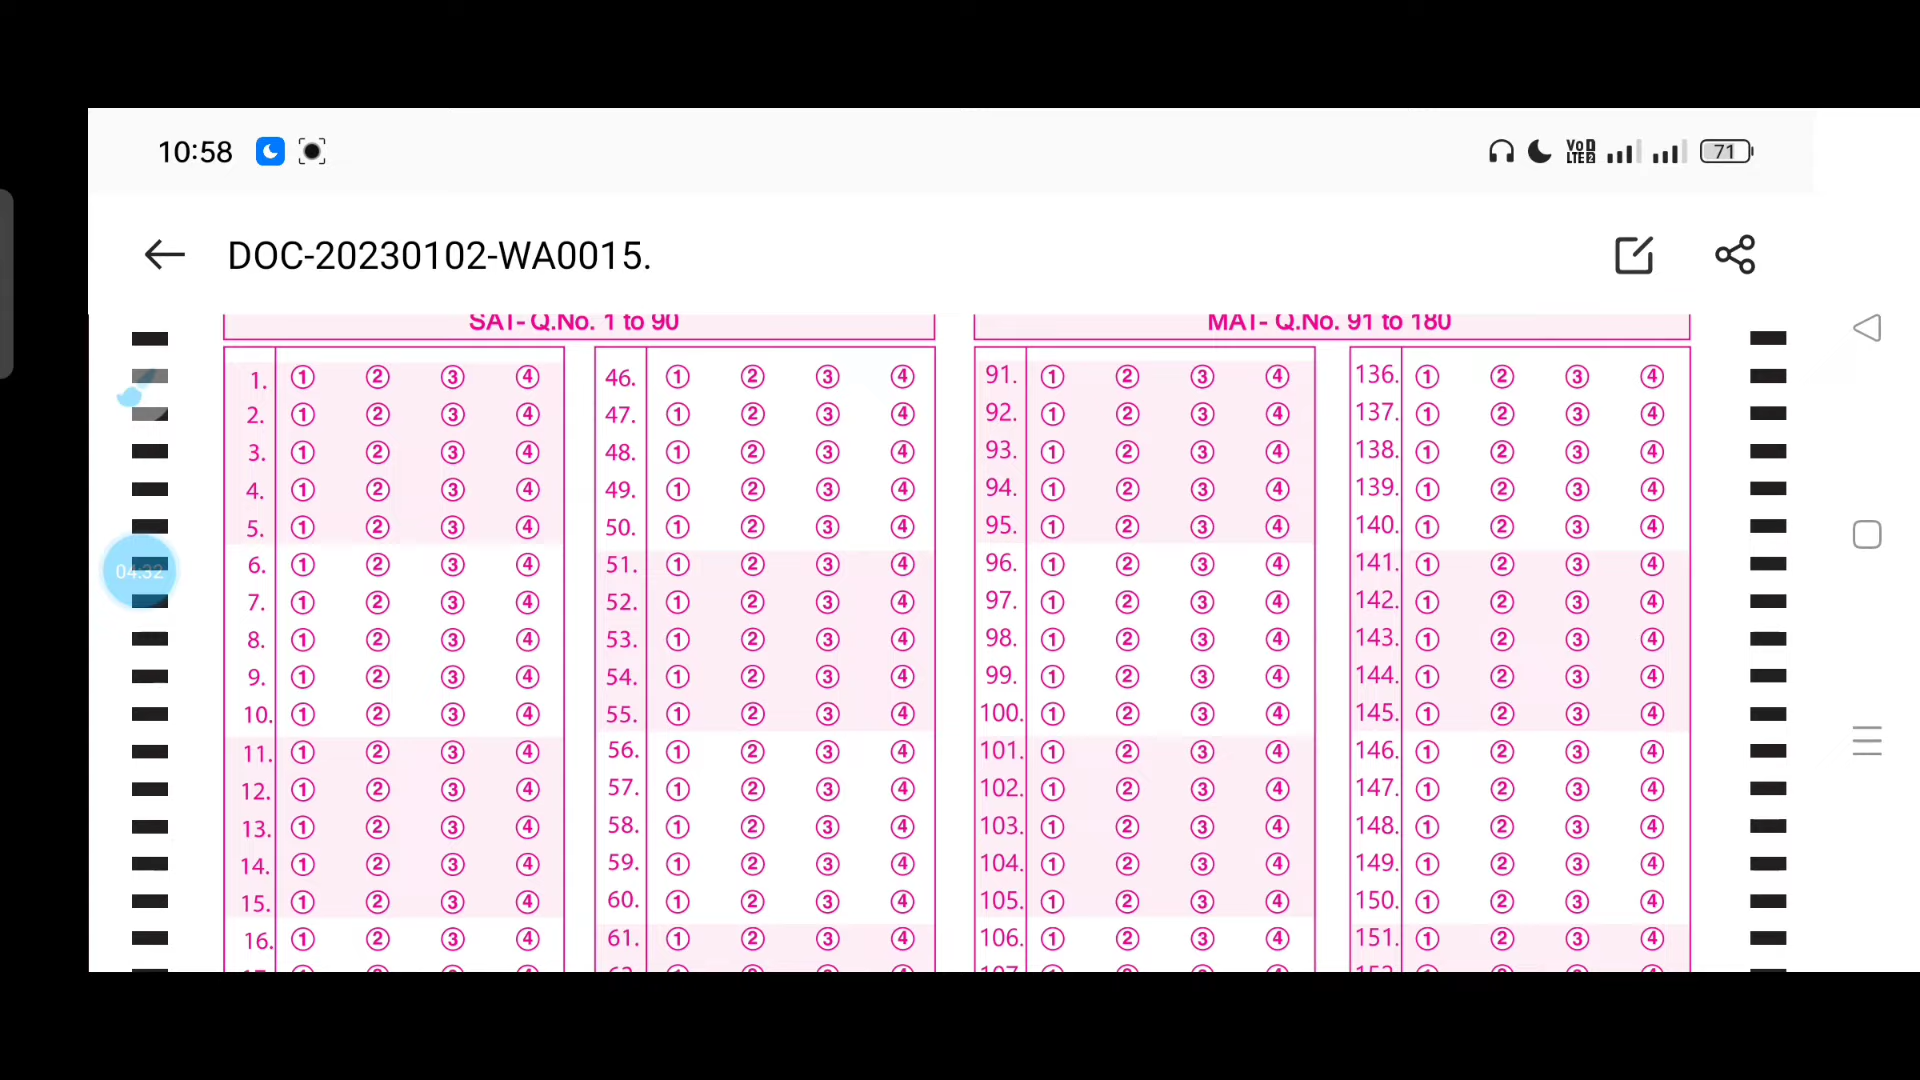 10:58
VoD LTE2 71
DOC-20230102-WA0015.
SAT- Q.No. 1 to 90 MAT- Q.No. 91 to 180
1. 1 2 3 4 46. 1 2 3 4 91. 1 2 3 4 136. 1 2 3 4
2. 1 2 3 4 47. 1 2 3 4 92. 1 2 3 4 137. 1 2 3 4
3. 1 2 3 4 48. 1 2 3 4 93. 1 2 3 4 138. 1 2 3 4
4. 1 2 3 4 49. 1 2 3 4 94. 1 2 3 4 139. 1 2 3 4
5. 1 2 3 4 50. 1 2 3 4 95. 1 2 3 4 140. 1 2 3 4
6. 1 2 3 4 51. 1 2 3 4 96. 1 2 3 4 141. 1 2 3 4
04:32
7. 1 2 3 4 52. 1 2 3 4 97. 1 2 3 4 142. 1 2 3 4
8. 1 2 3 4 53. 1 2 3 4 98. 1 2 3 4 143. 1 2 3 4
9. 1 2 3 4 54. 1 2 3 4 99. 1 2 3 4 144. 1 2 3 4
10. 1 2 3 4 55. 1 2 3 4 100. 1 2 3 4 145. 1 2 3 4
11. 1 2 3 4 56. 1 2 3 4 101. 1 2 3 4 146. 1 2 3 4
12. 1 2 3 4 57. 1 2 3 4 102. 1 2 3 4 147. 1 2 3 4
13. 1 2 3 4 58. 1 2 3 4 103. 1 2 3 4 148. 1 2 3 4
14. 1 2 3 4 59. 1 2 3 4 104. 1 2 3 4 149. 1 2 3 4
15. 1 2 3 4 60. 1 2 3 4 105. 1 2 3 4 150. 1 2 3 4
16. 1 2 3 4 61. 1 2 3 4 106. 1 2 3 4 151. 1 2 3 4